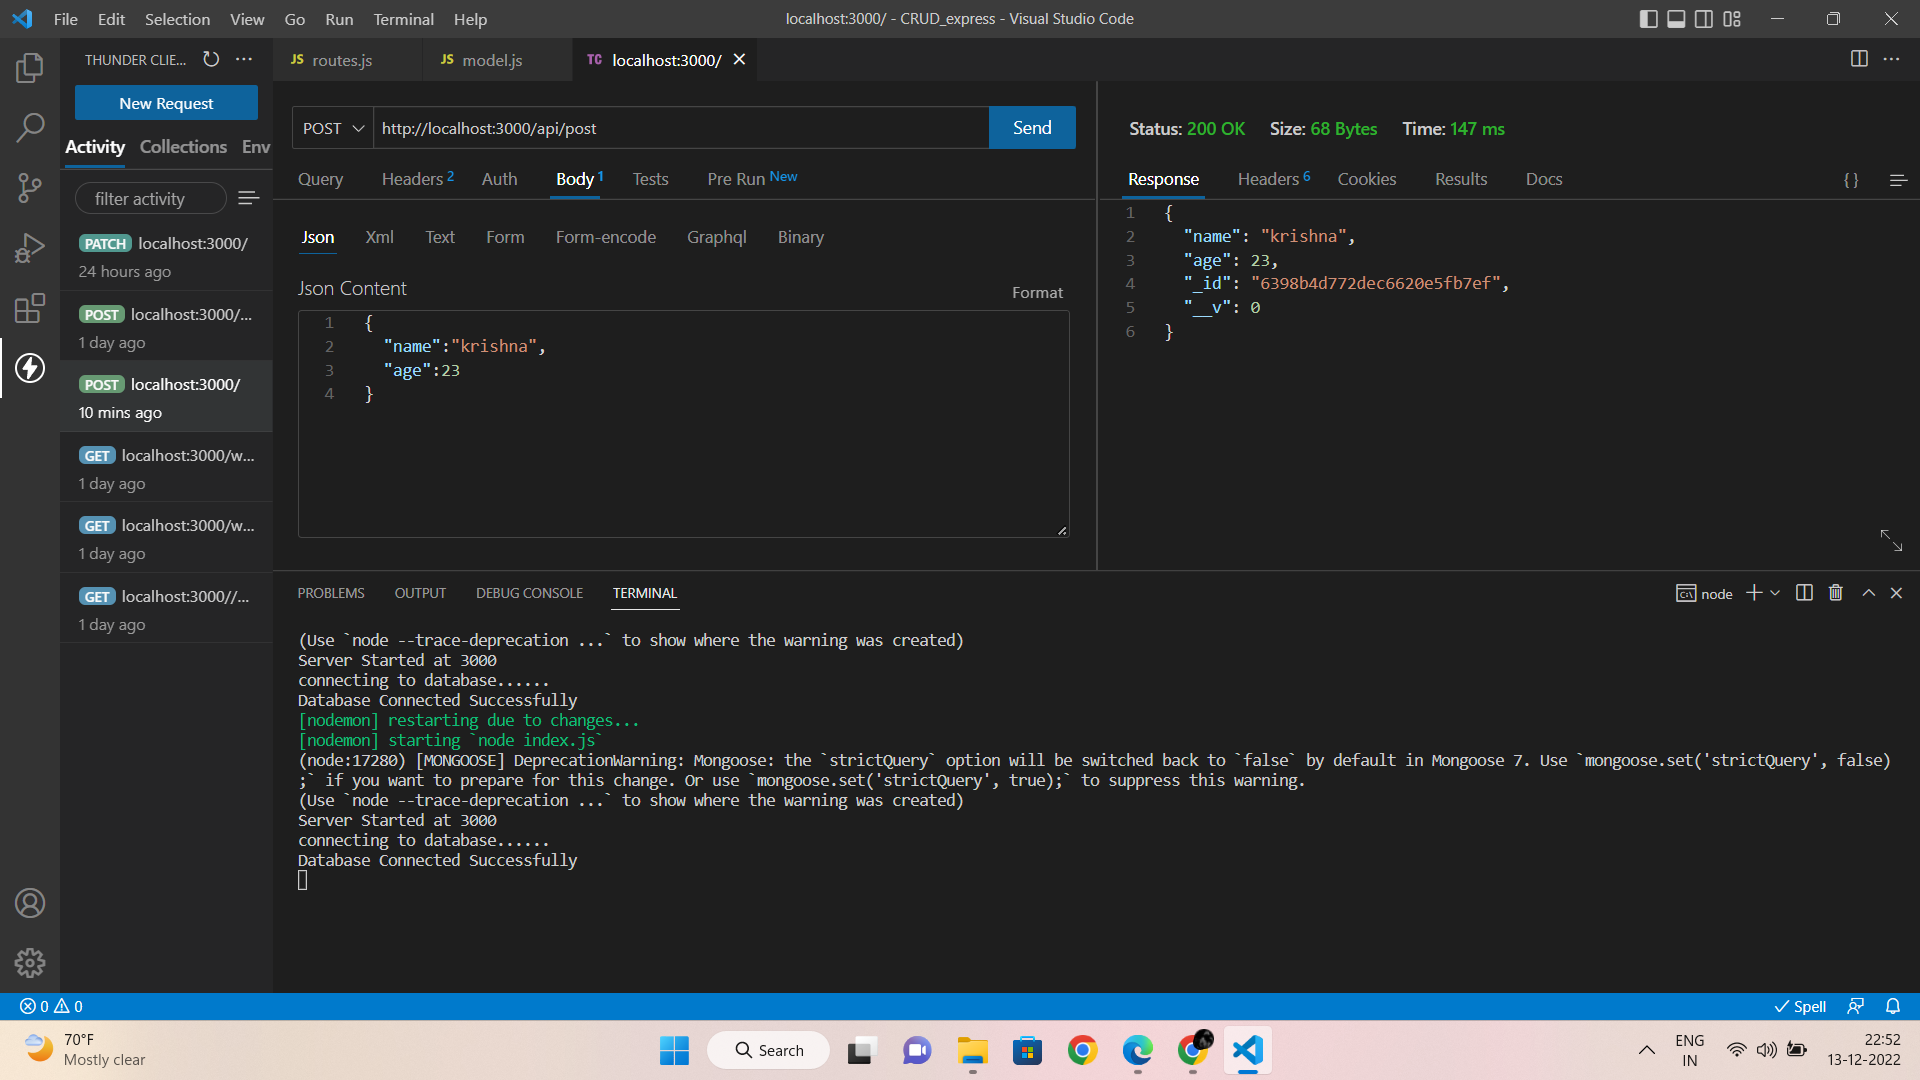 File Edit Selection View Go Run Terminal Help
localhost:3000/ - CRUD_express - Visual Studio Code
THUNDER CLIE...
New Request
Activity Collections Env
filter activity
PATCH localhost:3000/
24 hours ago
POST localhost:3000/...
1 day ago
POST localhost:3000/
10 mins ago
GET localhost:3000/w...
1 day ago
GET localhost:3000/w...
1 day ago
GET localhost:3000//...
1 day ago
JS routes.js
JS model.js
TC localhost:3000/
POST http://localhost:3000/api/post Send
Query Headers 2 Auth Body 1 Tests Pre Run New
Json Xml Text Form Form-encode Graphql Binary
Json Content
Format
1 {
2 "name":"krishna",
3 "age":23
4 }
Status: 200 OK Size: 68 Bytes Time: 147 ms
Response Headers 6 Cookies Results Docs { }
1 {
2 "name": "krishna",
3 "age": 23,
4 "_id": "6398b4d772dec6620e5fb7ef",
5 "__v": 0
6 }
PROBLEMS OUTPUT DEBUG CONSOLE TERMINAL
node
(Use `node --trace-deprecation ...` to show where the warning was created)
Server Started at 3000
connecting to database......
Database Connected Successfully
[nodemon] restarting due to changes...
[nodemon] starting `node index.js`
(node:17280) [MONGOOSE] DeprecationWarning: Mongoose: the `strictQuery` option will be switched back to `false` by default in Mongoose 7. Use `mongoose.set('strictQuery', false)
;` if you want to prepare for this change. Or use `mongoose.set('strictQuery', true);` to suppress this warning.
(Use `node --trace-deprecation ...` to show where the warning was created)
Server Started at 3000
connecting to database......
Database Connected Successfully
0 0
Spell
70°F
Mostly clear
Search
ENG
IN
22:52
13-12-2022